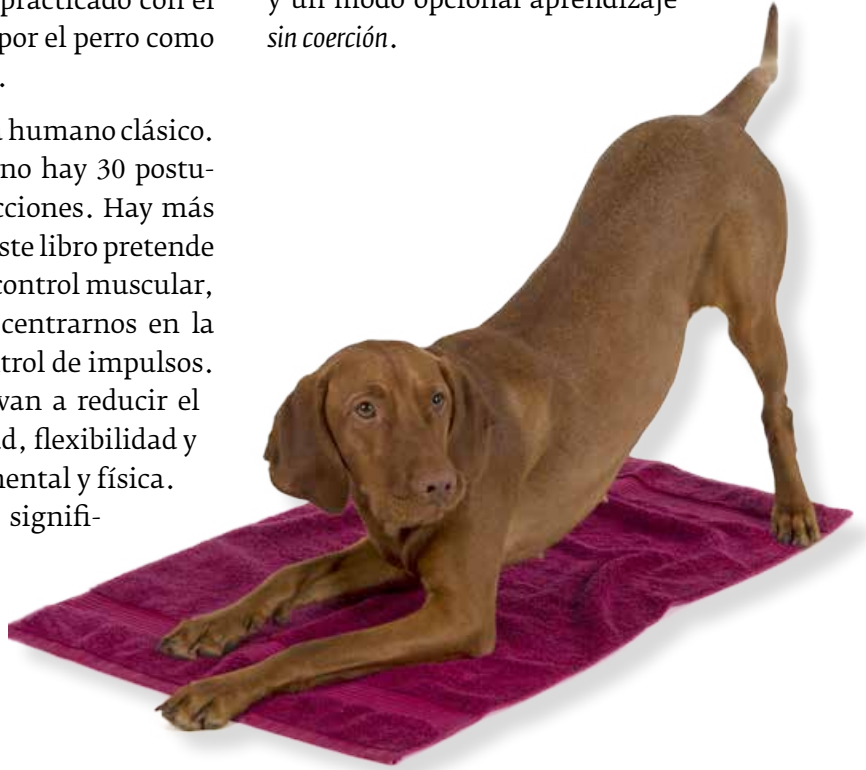 practicado con el
por el perro como
.
humano clásico.
no hay 30 postu-
cciones. Hay más
ste libro pretende
control muscular,
centrarnos en la
trol de impulsos.
van a reducir el
d, flexibilidad y
mental y física.
signifi-
y un modo opcional aprendizaje
sin coerción.